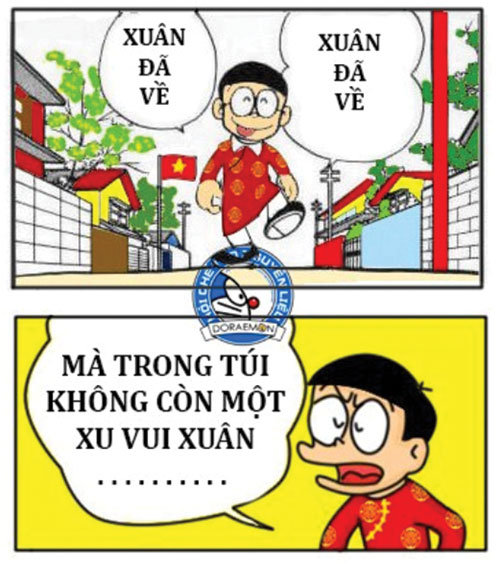 XUÂN
ĐÃ
VỀ
XUÂN
ĐÃ
VỀ
DORAEMON
MÀ TRONG TÚI
KHÔNG CÒN MỘT
XU VUI XUÂN
..........